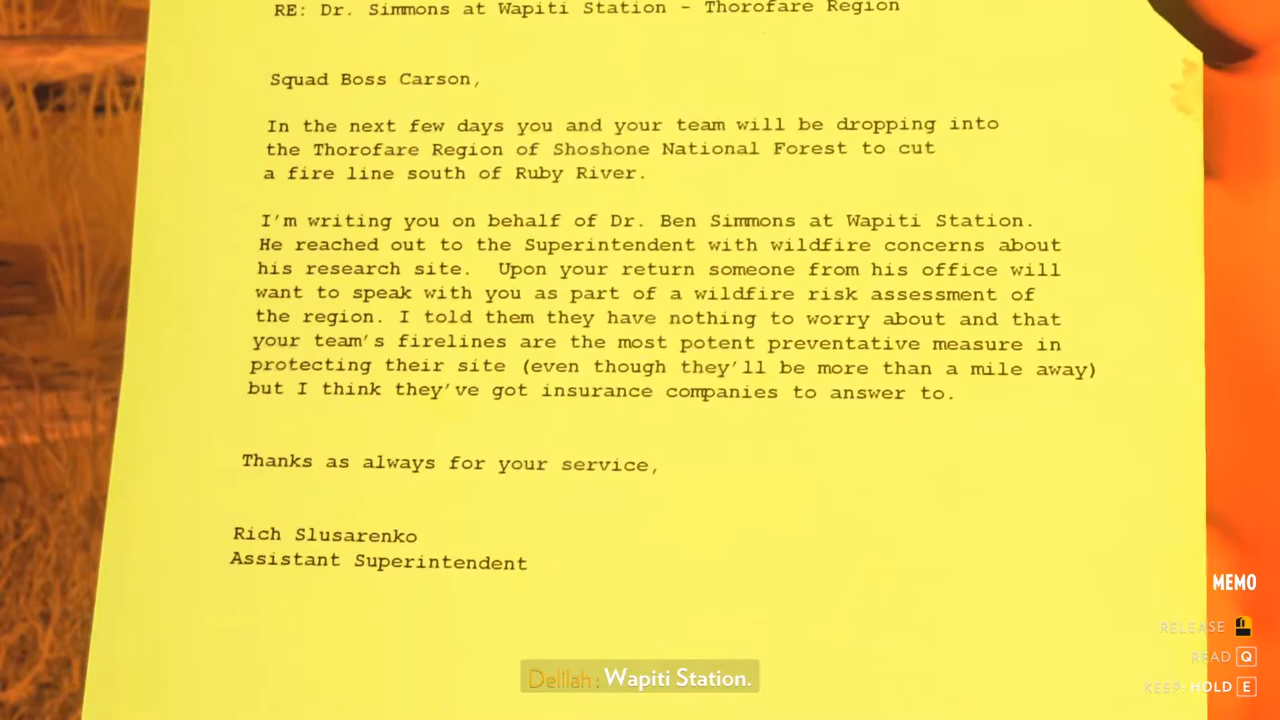 RE: Dr. Simmons at Wapiti Station - Thorofare Region
Squad Boss Carson,
In the next few days you and your team will be dropping into
the Thorofare Region of Shoshone National Forest to cut
a fire line south of Ruby River.
I'm writing you on behalf of Dr. Ben Simmons at Wapiti Station.
He reached out to the Superintendent with wildfire concerns about
his research site.  Upon your return someone from his office will
want to speak with you as part of a wildfire risk assessment of
the region. I told them they have nothing to worry about and that
your team's firelines are the most potent preventative measure in
protecting their site (even though they'll be more than a mile away)
but I think they've got insurance companies to answer to.
Thanks as always for your service,
Rich Slusarenko
Assistant Superintendent
MEMO
RELEASE
READ Q
KEEP: HOLD E
Delilah: Wapiti Station.